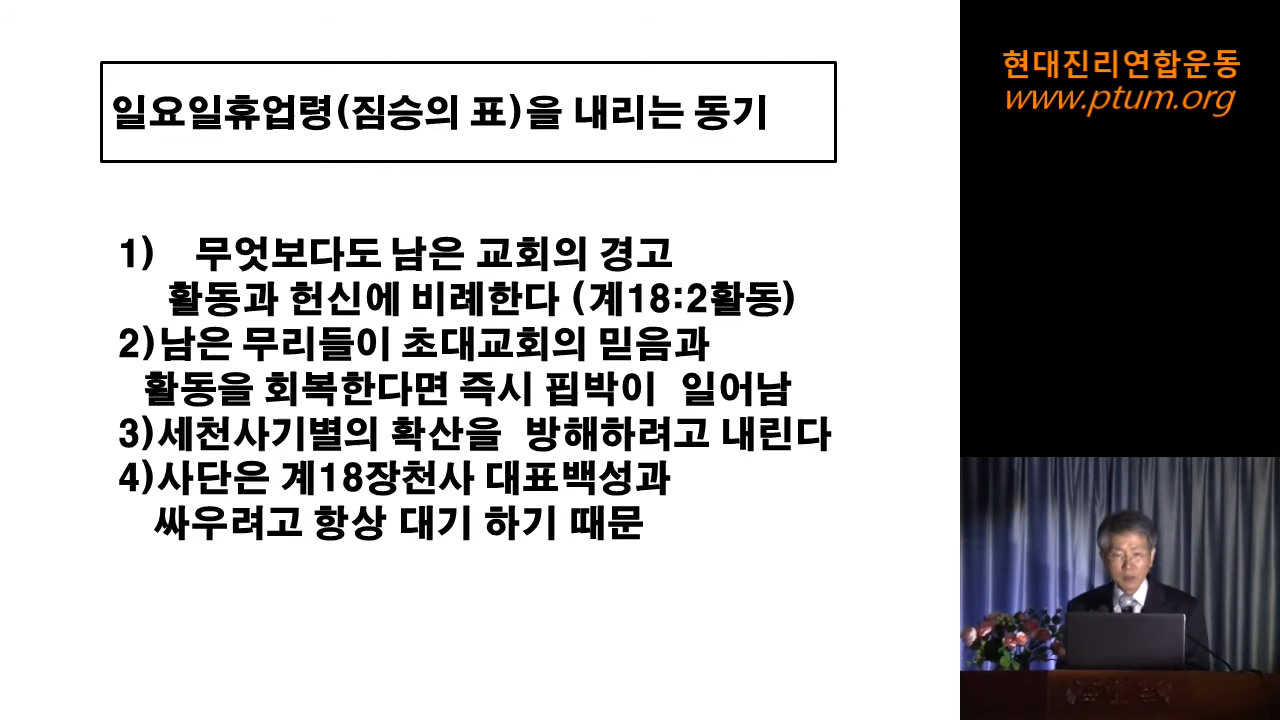 일요일휴업령(짐승의 표)을 내리는 동기
1) 무엇보다도 남은 교회의 경고
활동과 헌신에 비례한다 (계18:2활동)
2)남은 무리들이 초대교회의 믿음과
활동을 회복한다면 즉시 핍박이 일어남
3)세천사기별의 확산을 방해하려고 내린다
4)사단은 계18장천사 대표백성과
싸우려고 항상 대기 하기 때문
현대진리연합운동
www.ptum.org